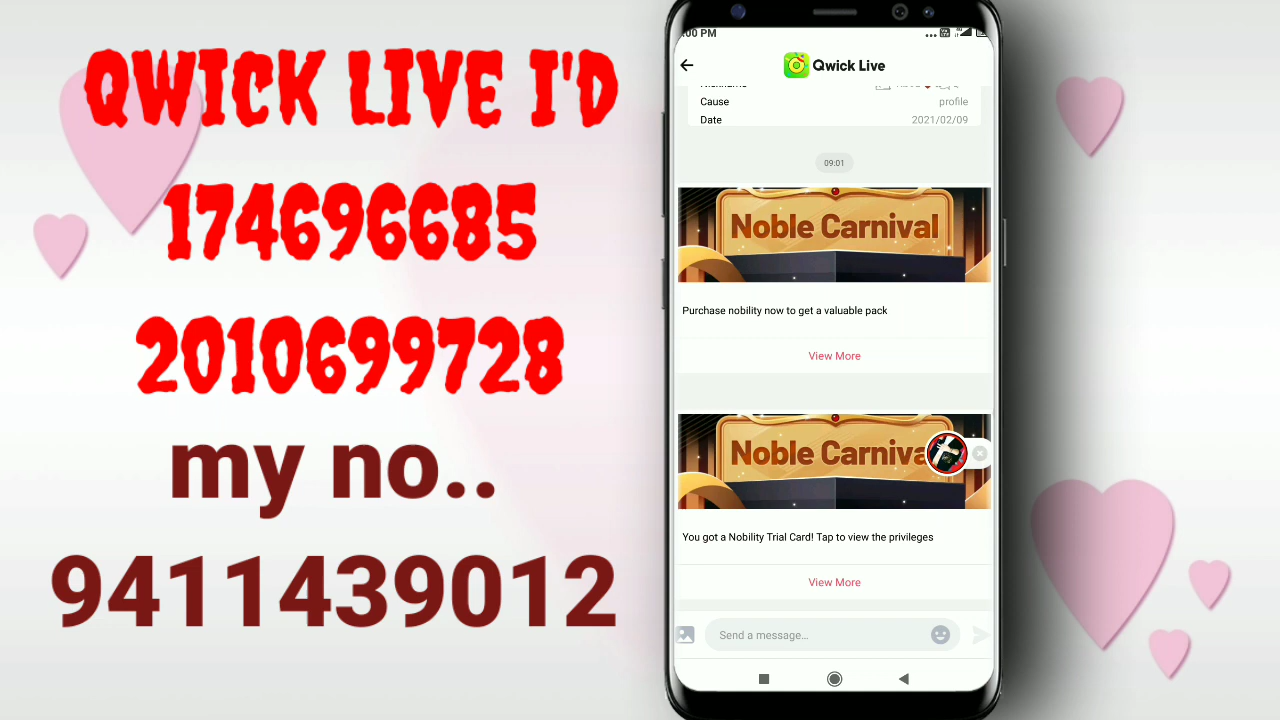 QWICK LIVE I'D
174696685
2010699728
my no..
9411439012
:00 PM
Qwick Live
Cause profile
Date 2021/02/09
09:01
Noble Carnival
Purchase nobility now to get a valuable pack
View More
Noble Carniva
You got a Nobility Trial Card! Tap to view the privileges
View More
Send a message...